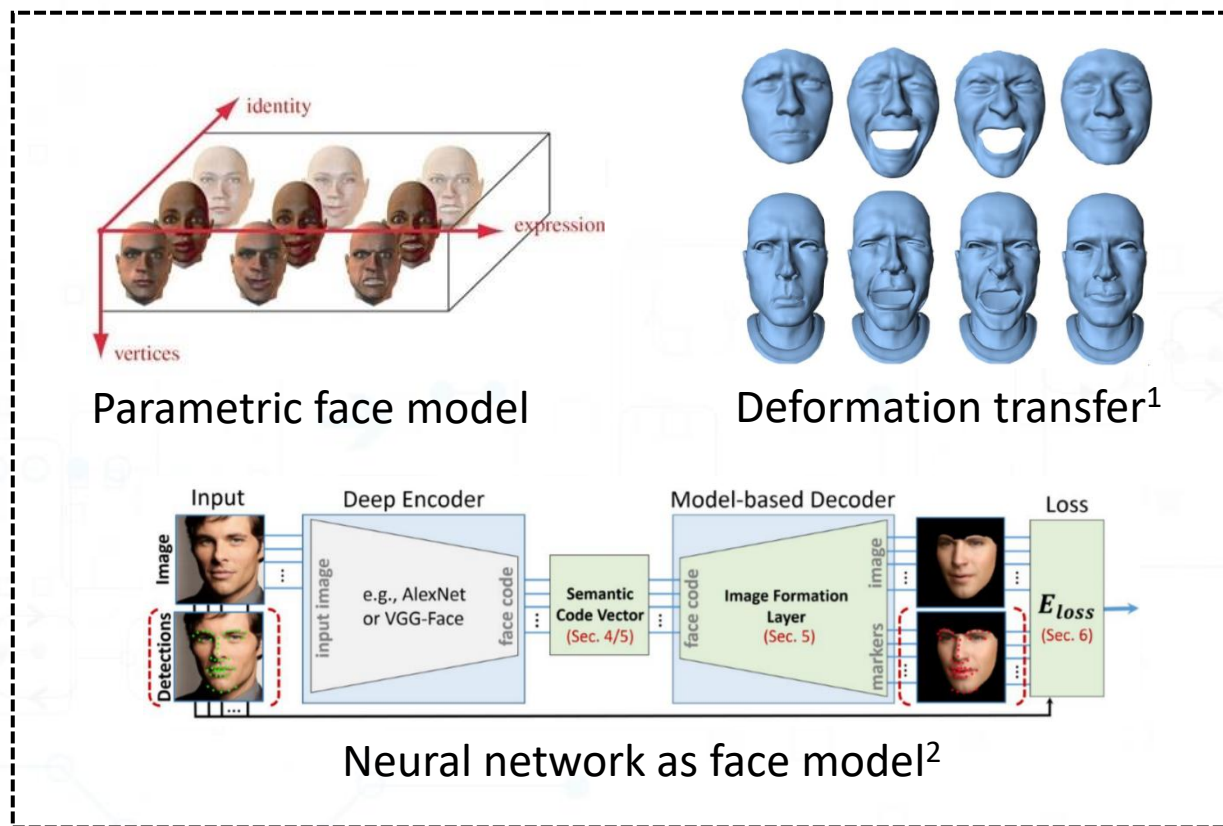 identity
expression
vertices
Parametric face model
Deformation transfer1
Input
Deep Encoder
Model-based Decoder
Loss
Image
Detections
...
input image
e.g., AlexNet
or VGG-Face
face code
Semantic
Code Vector
(Sec. 4/5)
face code
Image Formation
Layer
(Sec. 5)
image
markers
E_loss
(Sec. 6)
Neural network as face model2